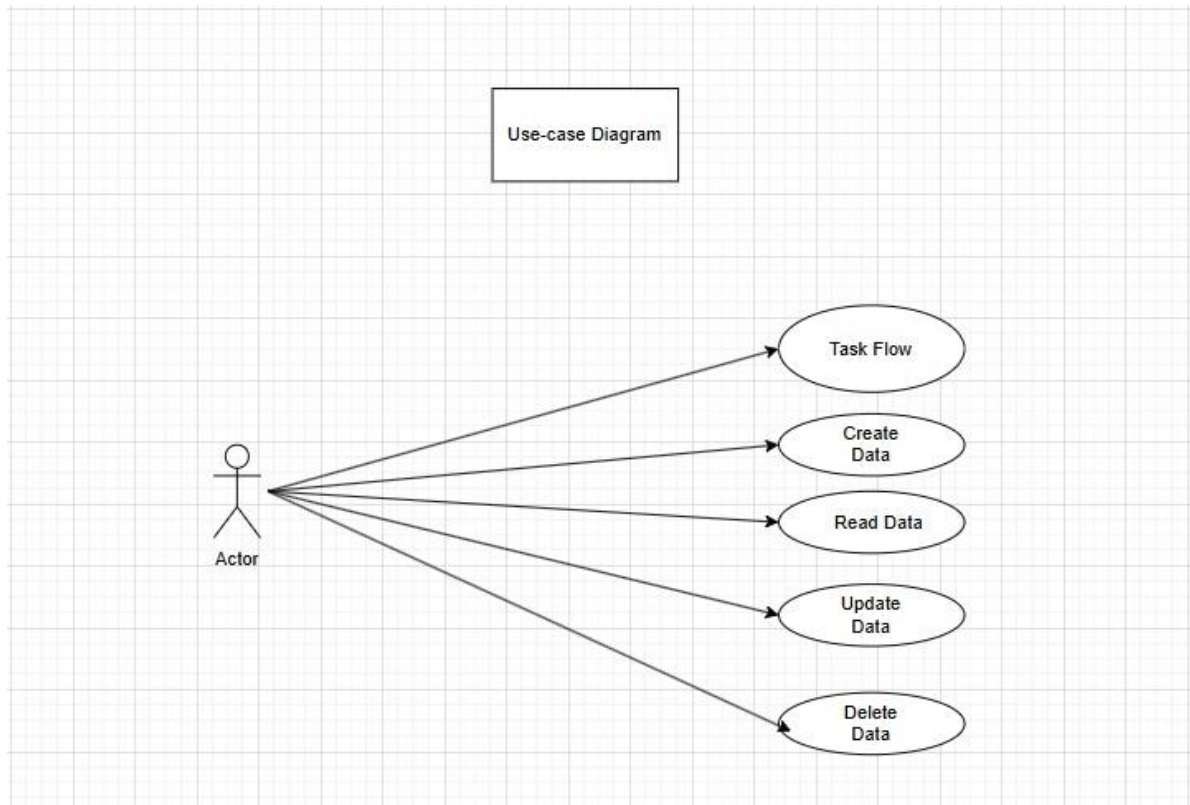 Use-case Diagram
Task Flow
Create
Data
Read Data
Actor
Update
Data
Delete
Data